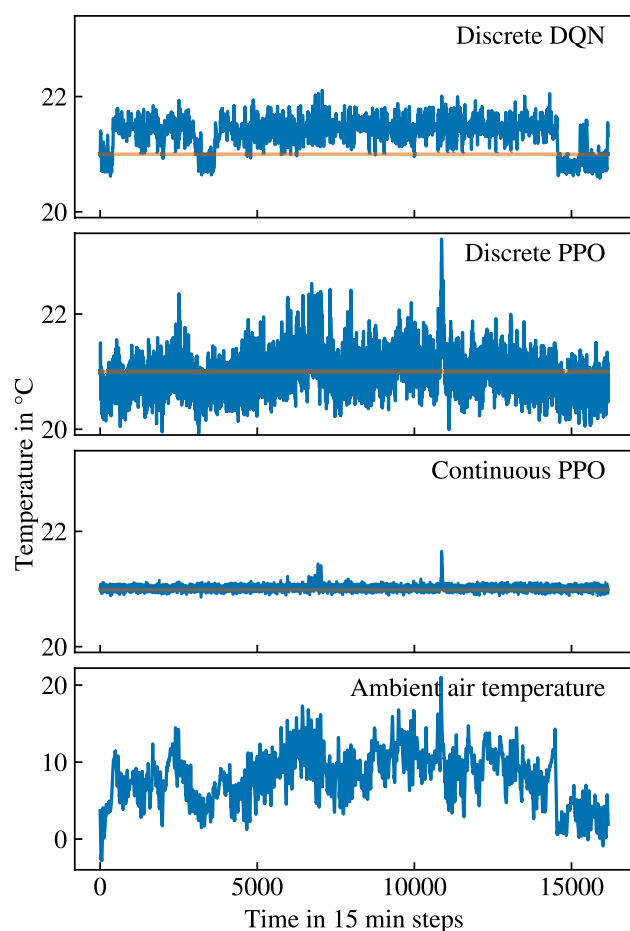 Discrete DQN
22
20
Discrete PPO
22
20
Temperature in °C
Continuous PPO
22
20
Ambient air temperature
20
10
0
0 5000 10000 15000
Time in 15 min steps